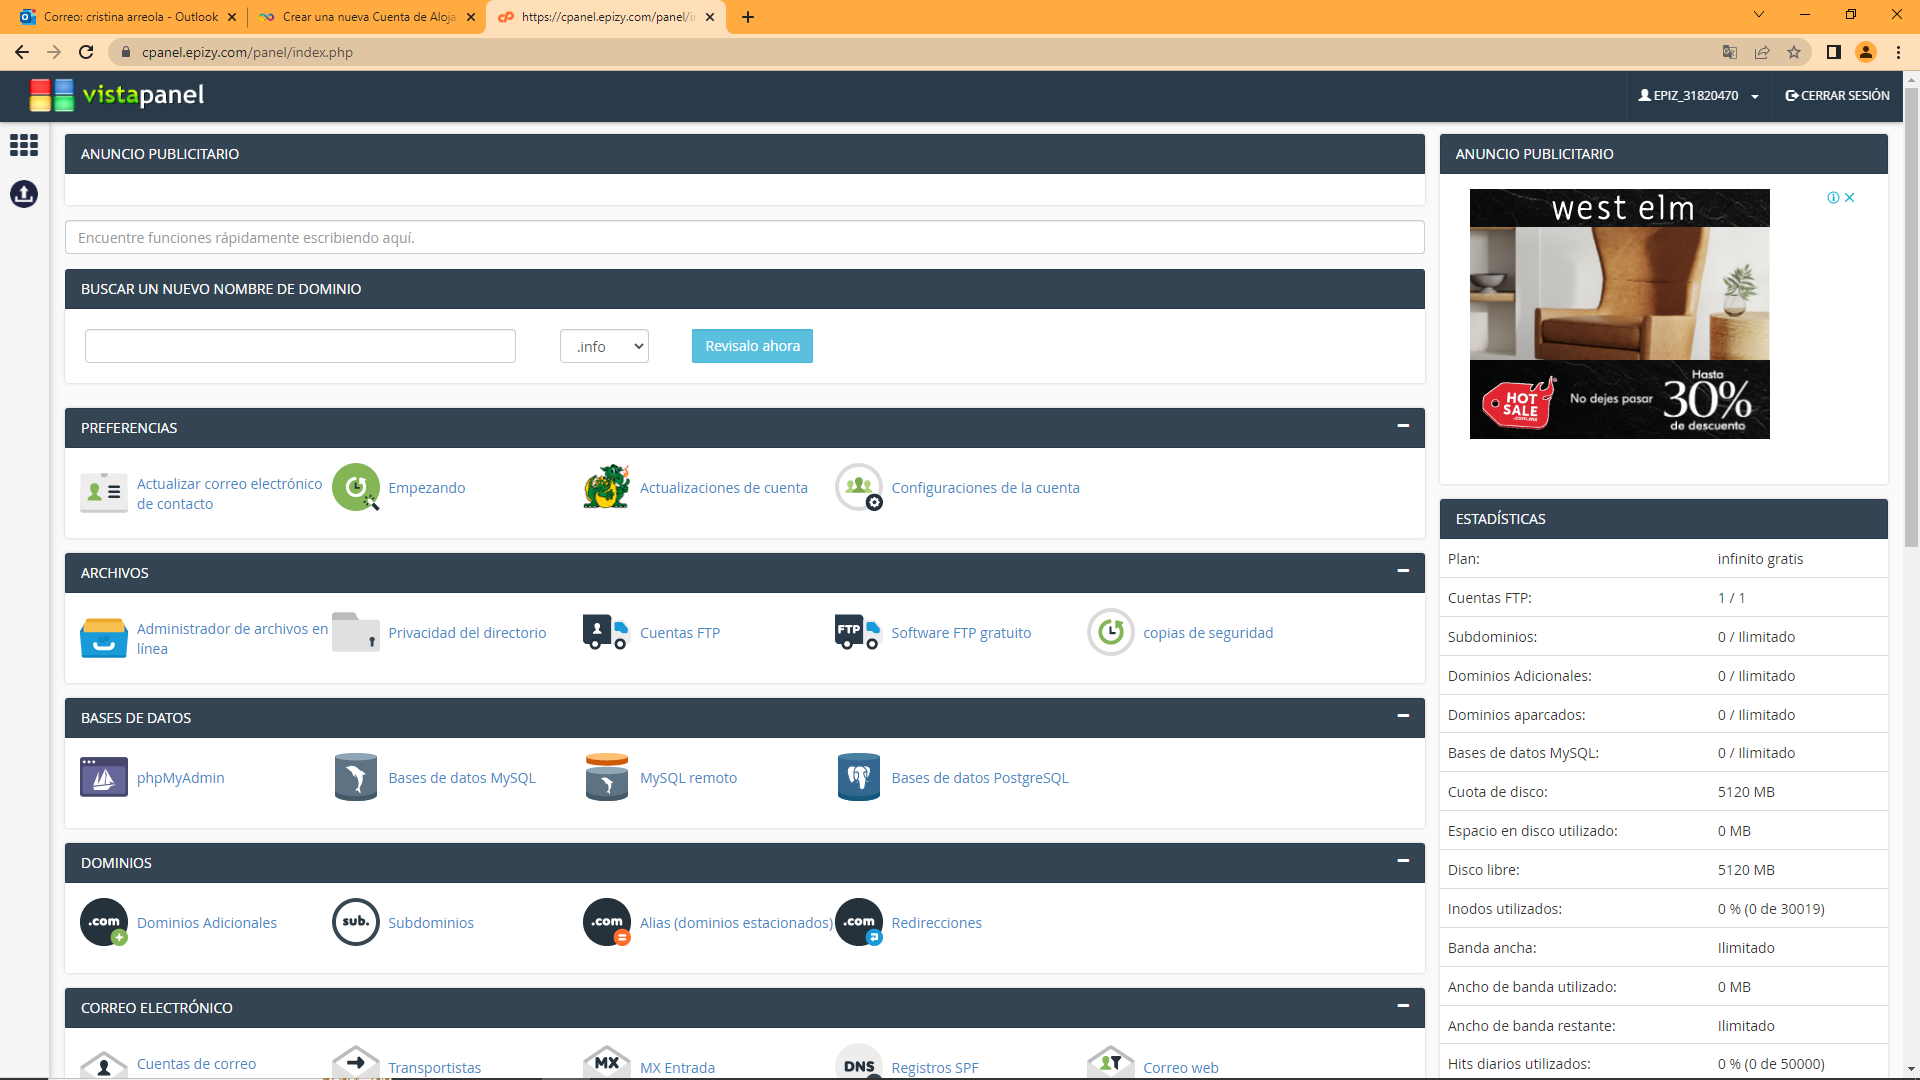 Correo: cristina arreola - Outlook
Crear una nueva Cuenta de Aloja
https://cpanel.epizy.com/panel/i
cpanel.epizy.com/panel/index.php
vistapanel
EPIZ_31820470
CERRAR SESIÓN
ANUNCIO PUBLICITARIO
Encuentre funciones rápidamente escribiendo aquí.
BUSCAR UN NUEVO NOMBRE DE DOMINIO
.info
Revisalo ahora
PREFERENCIAS
Actualizar correo electrónico
de contacto
Empezando
Actualizaciones de cuenta
Configuraciones de la cuenta
ARCHIVOS
Administrador de archivos en
línea
Privacidad del directorio
Cuentas FTP
FTP
Software FTP gratuito
copias de seguridad
BASES DE DATOS
phpMyAdmin
Bases de datos MySQL
MySQL remoto
Bases de datos PostgreSQL
DOMINIOS
.com
Dominios Adicionales
sub.
Subdominios
.com
Alias (dominios estacionados)
.com
Redirecciones
CORREO ELECTRÓNICO
Cuentas de correo
Transportistas
MX
MX Entrada
DNS
Registros SPF
Correo web
ANUNCIO PUBLICITARIO
west elm
HOT
SALE
.com.mx
No dejes pasar
Hasta
30%
de descuento
ESTADÍSTICAS
Plan: infinito gratis
Cuentas FTP: 1 / 1
Subdominios: 0 / Ilimitado
Dominios Adicionales: 0 / Ilimitado
Dominios aparcados: 0 / Ilimitado
Bases de datos MySQL: 0 / Ilimitado
Cuota de disco: 5120 MB
Espacio en disco utilizado: 0 MB
Disco libre: 5120 MB
Inodos utilizados: 0 % (0 de 30019)
Banda ancha: Ilimitado
Ancho de banda utilizado: 0 MB
Ancho de banda restante: Ilimitado
Hits diarios utilizados: 0 % (0 de 50000)